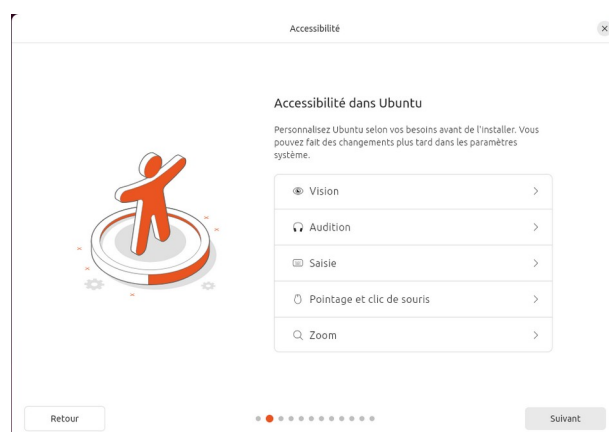 Accessibilité
Accessibilité dans Ubuntu
Personnalisez Ubuntu selon vos besoins avant de l'installer. Vous
pouvez fait des changements plus tard dans les paramètres
système.
Vision
Audition
Saisie
Pointage et clic de souris
Zoom
Retour
Suivant